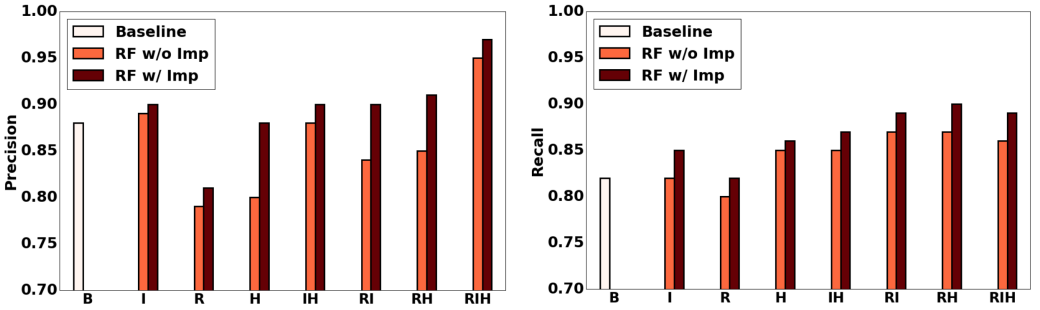 1.00
0.95
0.90
0.85
0.80
0.75
0.70
Precision
Baseline
RF w/o Imp
RF w/ Imp
B I R H IH RI RH RIH
1.00
0.95
0.90
0.85
0.80
0.75
0.70
Recall
Baseline
RF w/o Imp
RF w/ Imp
B I R H IH RI RH RIH